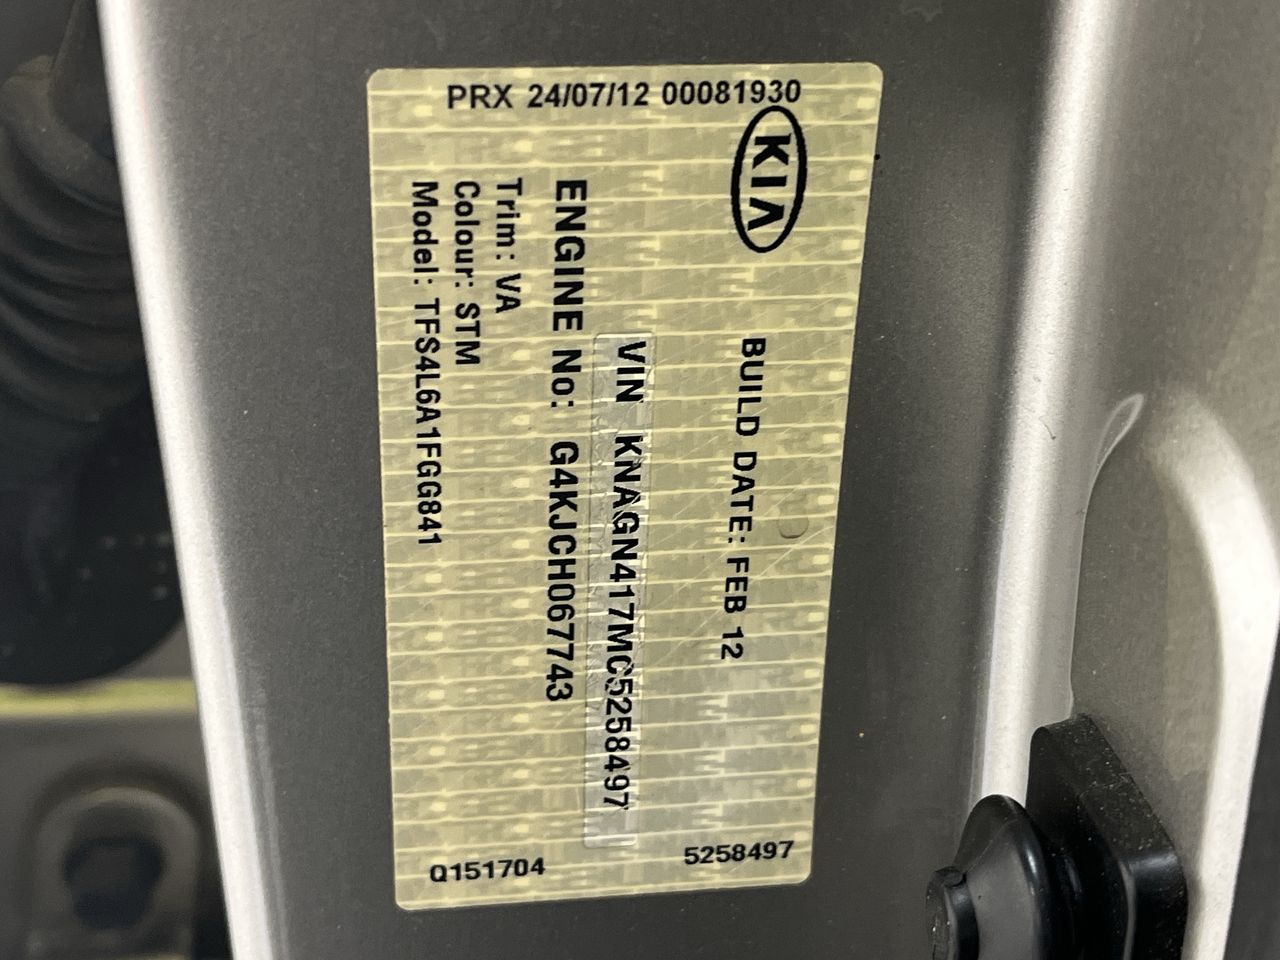 PRX 24/07/12 00081930
KIA
BUILD DATE: FEB 12
VIN KNAGN417MC5258497
ENGINE No: G4KJCH067743
Trim: VA
Colour: STM
Model: TFS4L6A1FGG841
5258497
Q151704